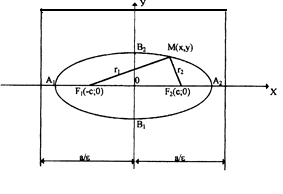 Y
B₂
M(x,y)
r₁
r₂
A₁
0
A₂
X
F₁(-c;0)
F₂(c;0)
B₁
a/ε
a/ε